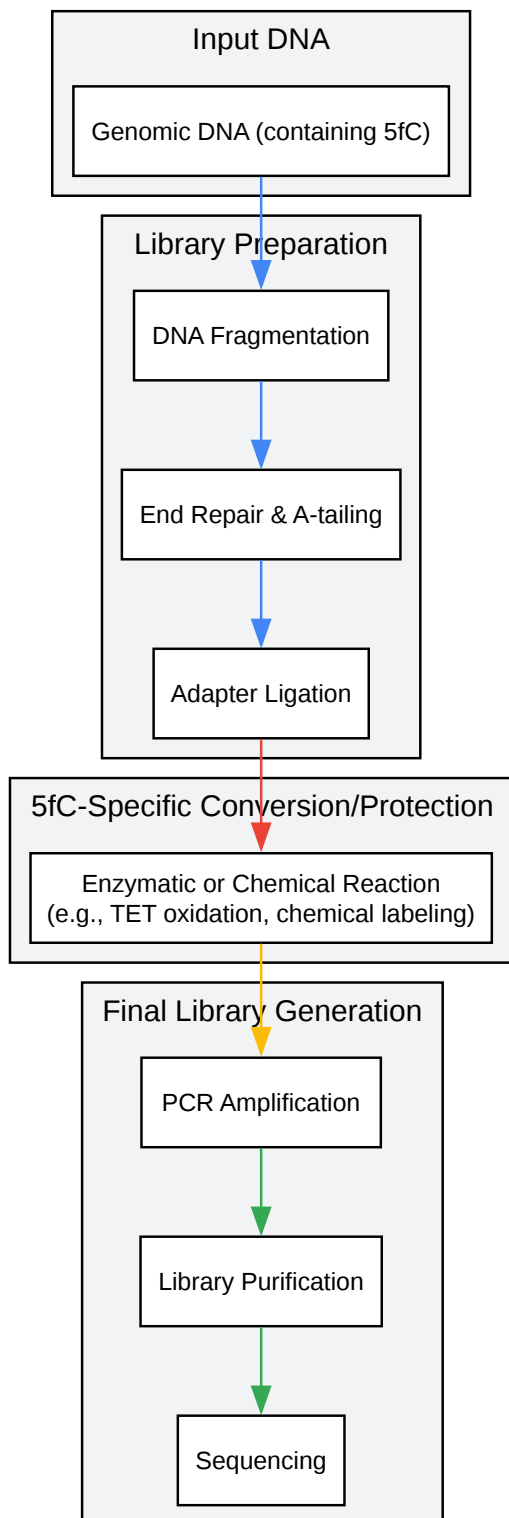 Input DNA
Genomic DNA (containing 5fC)
Library Preparation
DNA Fragmentation
End Repair & A-tailing
Adapter Ligation
5fC-Specific Conversion/Protection
Enzymatic or Chemical Reaction
(e.g., TET oxidation, chemical labeling)
Final Library Generation
PCR Amplification
Library Purification
Sequencing